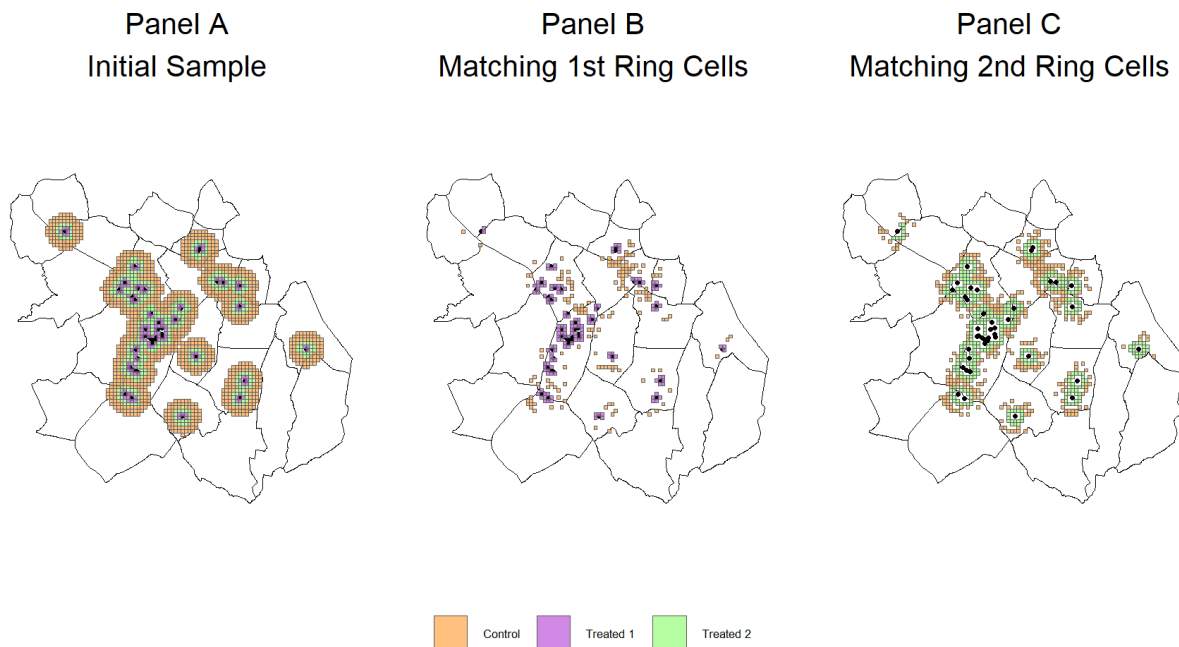 Panel A
Initial Sample
Panel B
Matching 1st Ring Cells
Panel C
Matching 2nd Ring Cells
Control
Treated 1
Treated 2